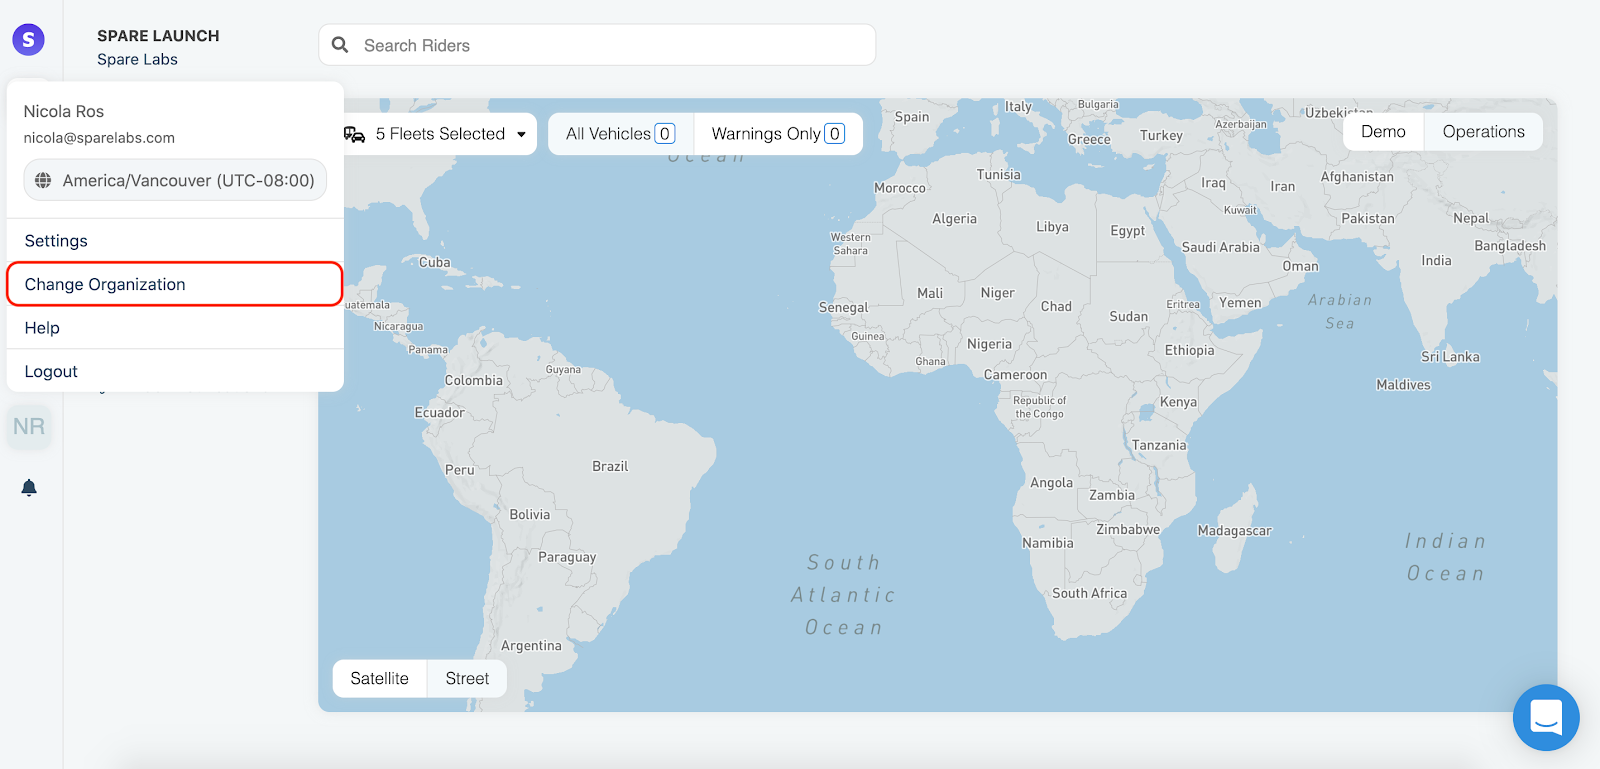 S
SPARE LAUNCH
Spare Labs
Search Riders
Nicola Ros
nicola@sparelabs.com
America/Vancouver (UTC-08:00)
Settings
Change Organization
Help
Logout
NR
5 Fleets Selected
All Vehicles 0
Warnings Only 0
Demo
Operations
Ocean
Spain
Italy
Bulgaria
Greece
Turkey
Azerbaijan
Tunisia
Morocco
Algeria
Libya
Egypt
Western
Sahara
Iraq
Iran
Afghanistan
Kuwait
Pakistan
Nepal
Saudi Arabia
Bangladesh
India
Oman
Cuba
Nicaragua
Panama
Mali
Niger
Chad
Sudan
Eritrea
Yemen
Arabian
Sea
Senegal
Guinea
Ghana
Nigeria
Ethiopia
Sri Lanka
Maldives
Cameroon
Guyana
Colombia
Ecuador
Republic of
the Congo
Kenya
Tanzania
Peru
Brazil
Angola
Zambia
Bolivia
Zimbabwe
Madagascar
Namibia
Paraguay
South Africa
South
Atlantic
Ocean
Indian
Ocean
Argentina
Satellite
Street